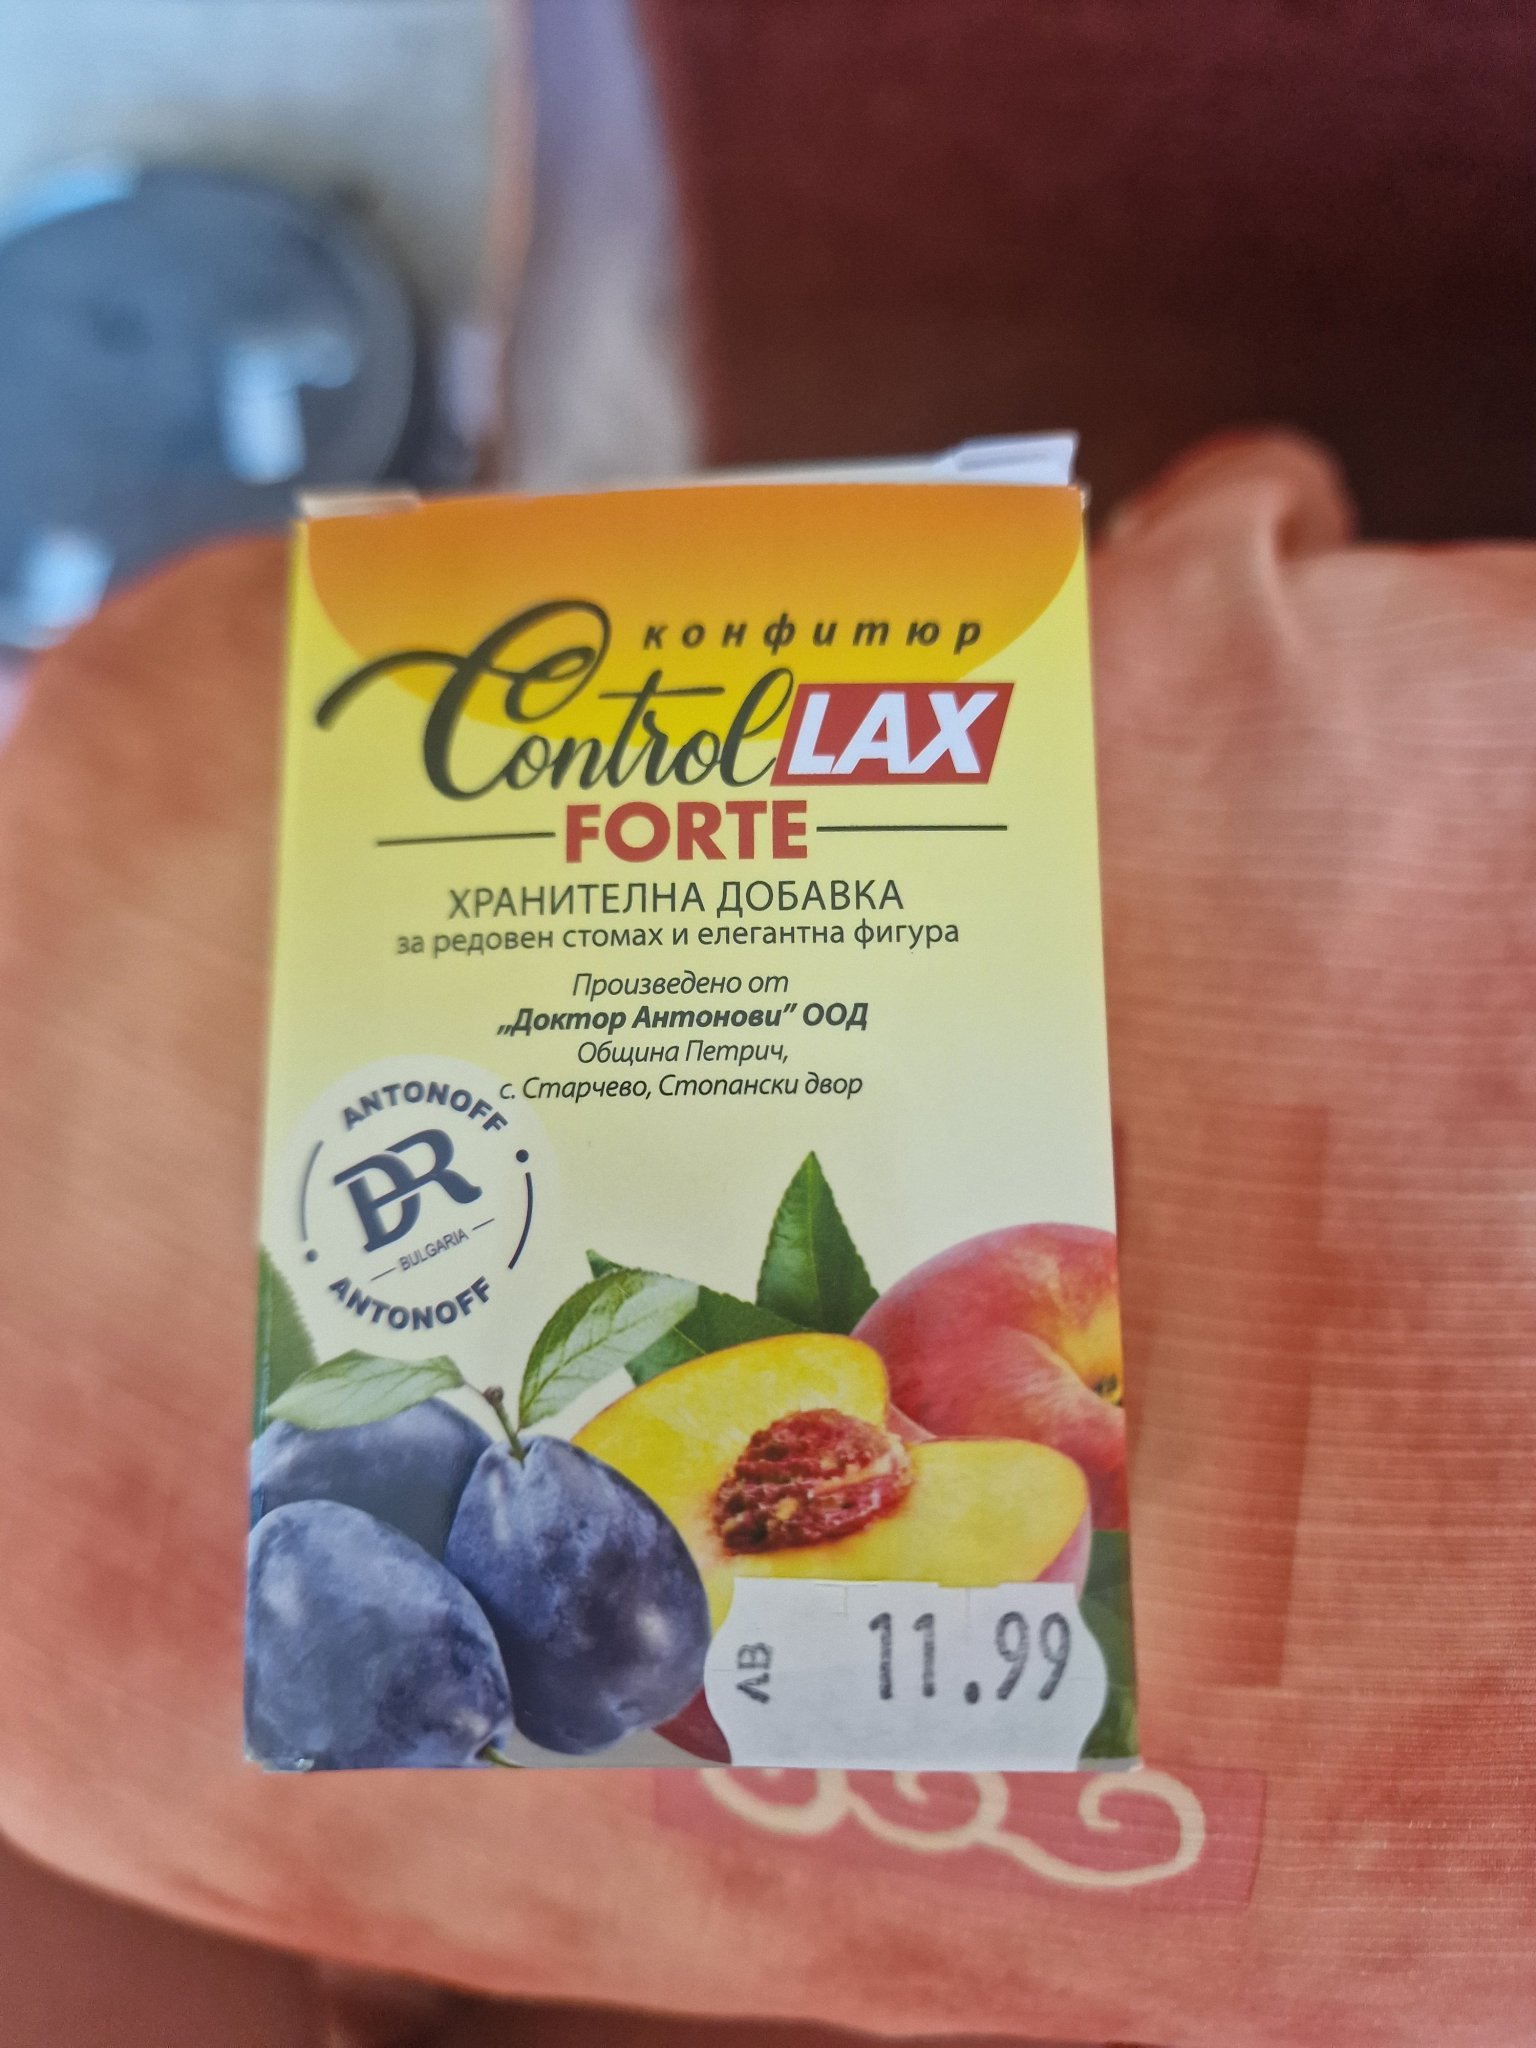 конфитюр
Control LAX
FORTE
ХРАНИТЕЛНА ДОБАВКА
за редовен стомах и елегантна фигура
Произведено от
„Доктор Антонови” ООД
Община Петрич,
с. Старчево, Стопански двор
ANTONOFF
DR
BULGARIA
ANTONOFF
ЛВ 11.99